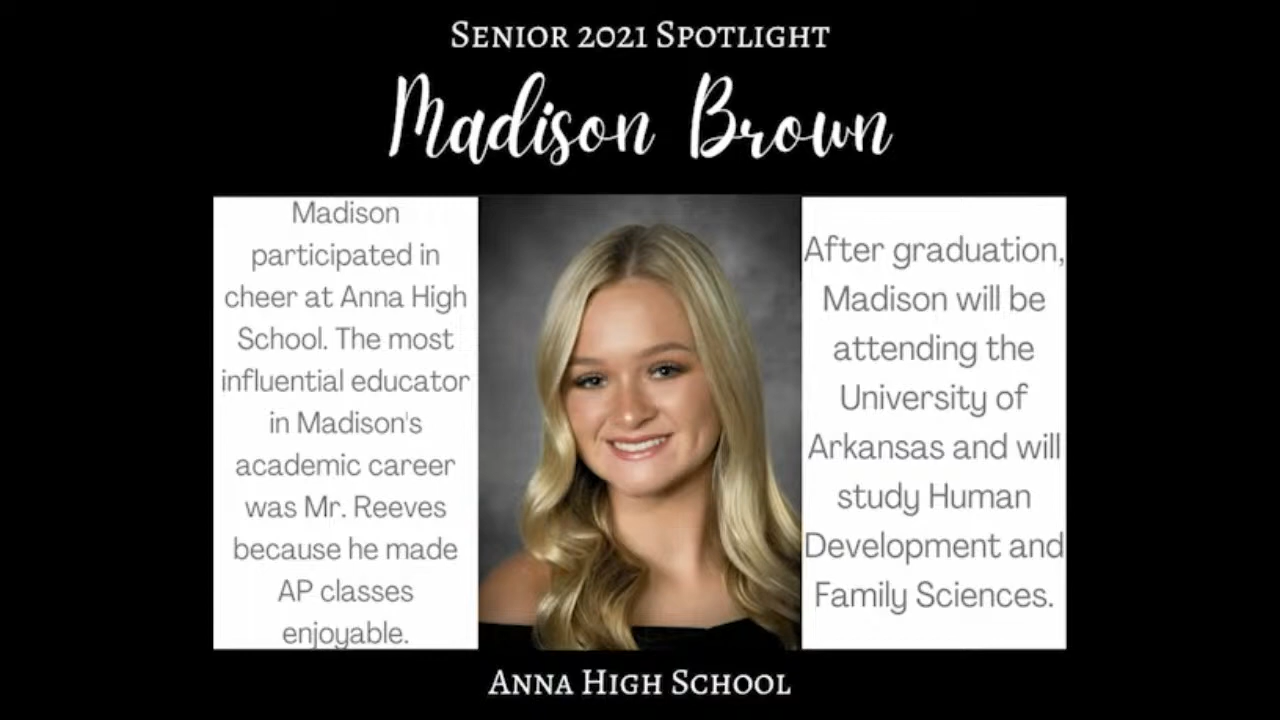 Senior 2021 Spotlight
Madison Brown
Madison
participated in
cheer at Anna High
School. The most
influential educator
in Madison's
academic career
was Mr. Reeves
because he made
AP classes
enjoyable.
After graduation,
Madison will be
attending the
University of
Arkansas and will
study Human
Development and
Family Sciences.
Anna High School